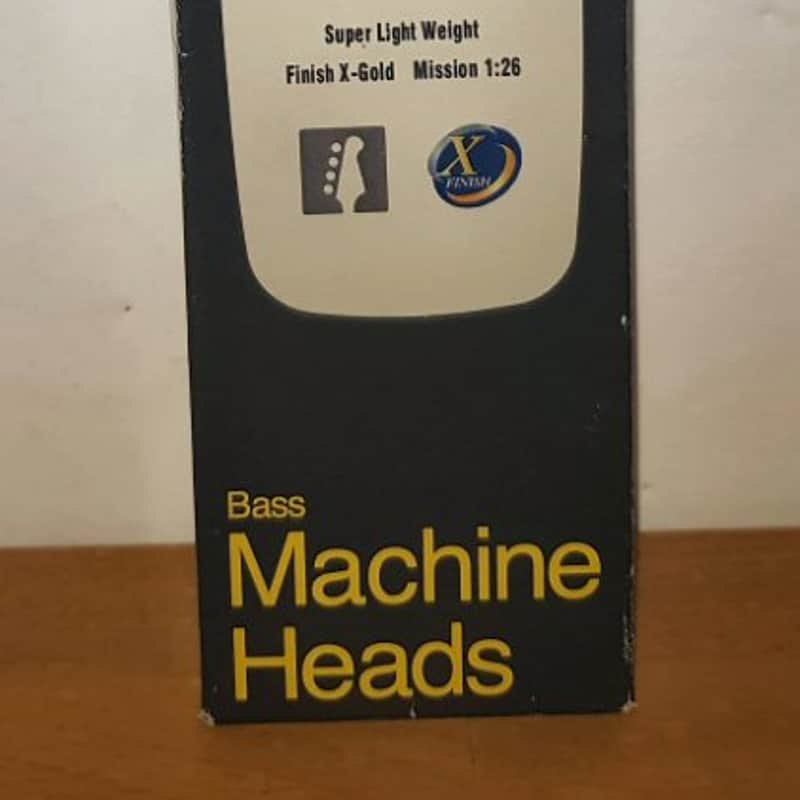 Super Light Weight
Finish X-Gold Mission 1:26
X
FINISH
Bass
Machine
Heads